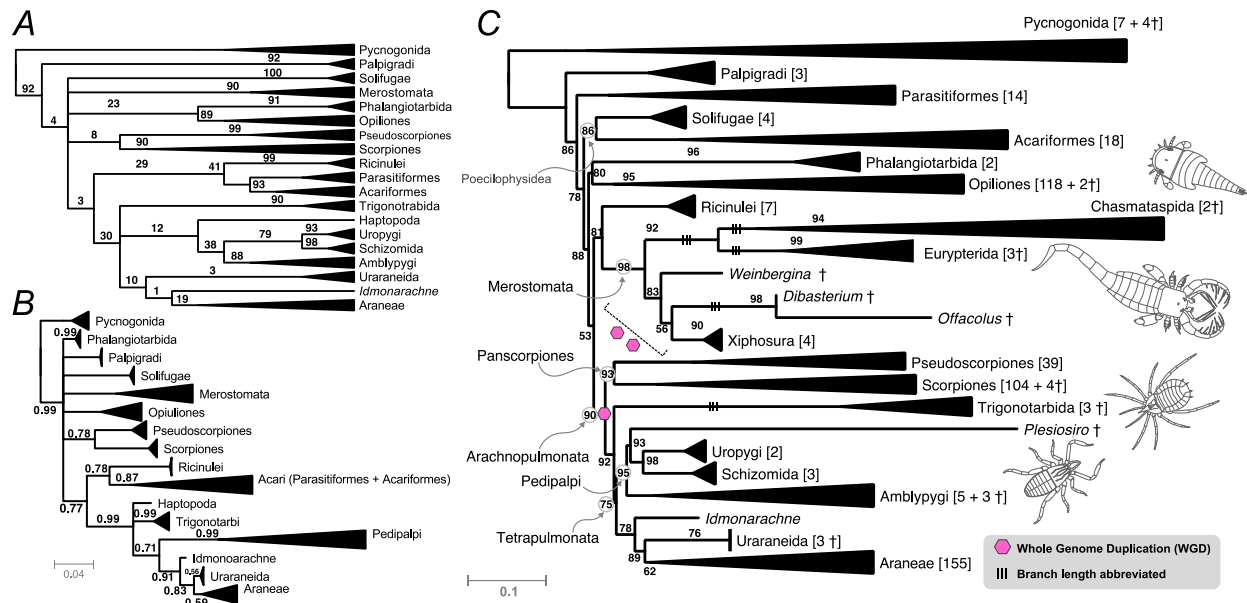 A
Pycnogonida
92
Palpigradi
100
Solifugae
92
90
Merostomata
4
23
91
Phalangiotarbida
89
Opiliones
8
99
Pseudoscorpiones
90
Scorpiones
29
99
Ricinulei
41
Parasitiformes
93
Acariformes
3
90
Trigonotrabida
Haptopoda
12
93
Uropygi
79
98
Schizomida
38
88
Amblypygi
30
3
Uraraneida
10
1
Idmonarachne
19
Araneae
B
Pycnogonida
0.99
Phalangiotarbida
Palpigradi
Solifugae
Merostomata
0.99
Opiuliones
Pseudoscorpiones
0.78
Scorpiones
0.78
Ricinulei
0.87
Acari (Parasitiformes + Acariformes)
0.77
Haptopoda
0.99
0.99
Trigonotarbi
0.99
Pedipalpi
0.71
Idmonoarachne
0.91
0.56
Uraraneida
0.83
Araneae
0.59
0.04
C
Pycnogonida [7 + 4†]
Palpigradi [3]
Parasitiformes [14]
Solifugae [4]
86
86
Acariformes [18]
Poecilophysidea
96
Phalangiotarbida [2]
80
95
78
Opiliones [118 + 2†]
Ricinulei [7]
Chasmataspida [2†]
94
81
92
99
Eurypterida [3†]
88
98
Merostomata
Weinbergina †
83
98
Dibasterium †
56
Offacolus †
90
Xiphosura [4]
53
Panscorpiones
93
Pseudoscorpiones [39]
Scorpiones [104 + 4†]
90
Trigonotarbida [3 †]
Arachnopulmonata
Plesiosiro †
92
93
Uropygi [2]
98
95
Schizomida [3]
Pedipalpi
Amblypygi [5 + 3 †]
75
Tetrapulmonata
78
Idmonarachne
76
Uraraneida [3 †]
89
62
Araneae [155]
0.1
Whole Genome Duplication (WGD)
Branch length abbreviated